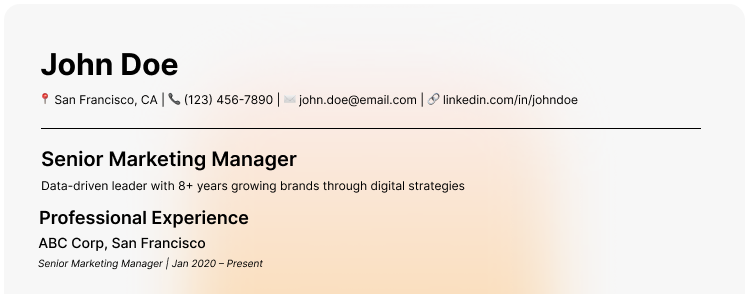 John Doe
📍 San Francisco, CA | 📞 (123) 456-7890 | ✉️ john.doe@email.com | 🔗 linkedin.com/in/johndoe
Senior Marketing Manager
Data-driven leader with 8+ years growing brands through digital strategies
Professional Experience
ABC Corp, San Francisco
Senior Marketing Manager | Jan 2020 – Present